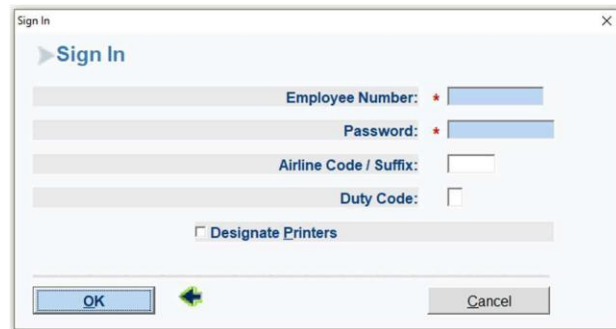 Sign In
Sign In
Employee Number: *
Password: *
Airline Code / Suffix:
Duty Code:
Designate Printers
OK
Cancel